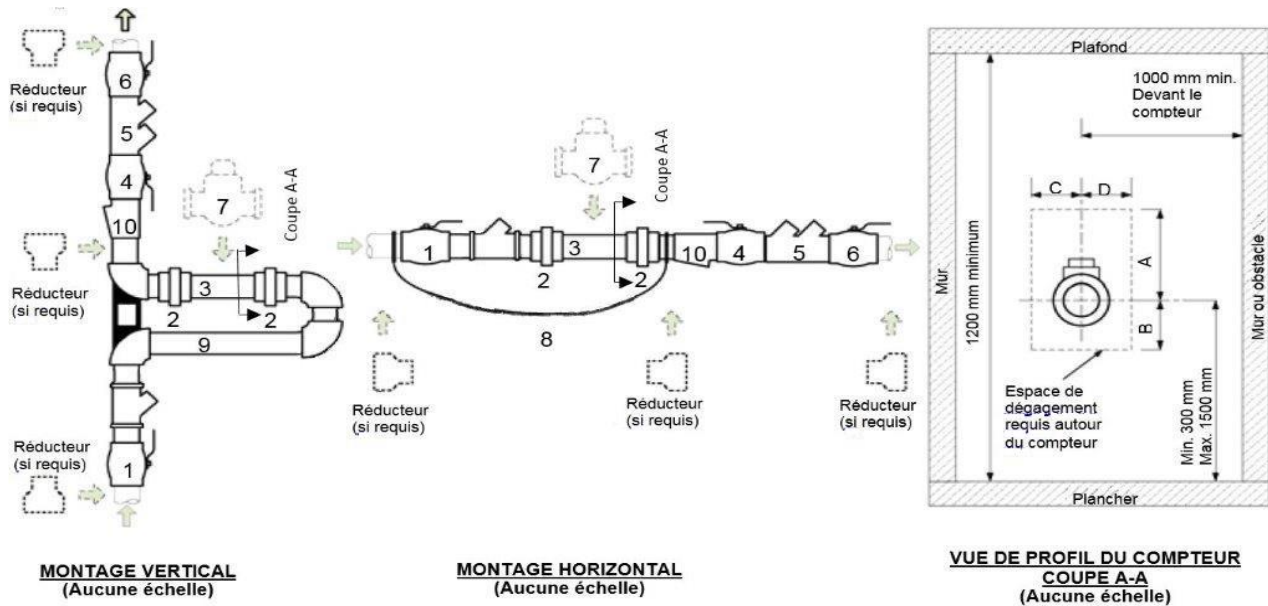 Réducteur
(si requis)
6
5
4
10
7
Coupe A-A
Réducteur
(si requis)
3
2
2
9
Réducteur
(si requis)
1
MONTAGE VERTICAL
(Aucune échelle)
7
Coupe A-A
1
3
10
4
5
6
2
2
8
Réducteur
(si requis)
Réducteur
(si requis)
Réducteur
(si requis)
MONTAGE HORIZONTAL
(Aucune échelle)
Plafond
1000 mm min.
Devant le
compteur
C
D
A
B
Mur
1200 mm minimum
Mur ou obstacle
Espace de
dégagement
requis autour
du compteur
Min. 300 mm
Max. 1500 mm
Plancher
VUE DE PROFIL DU COMPTEUR
COUPE A-A
(Aucune échelle)